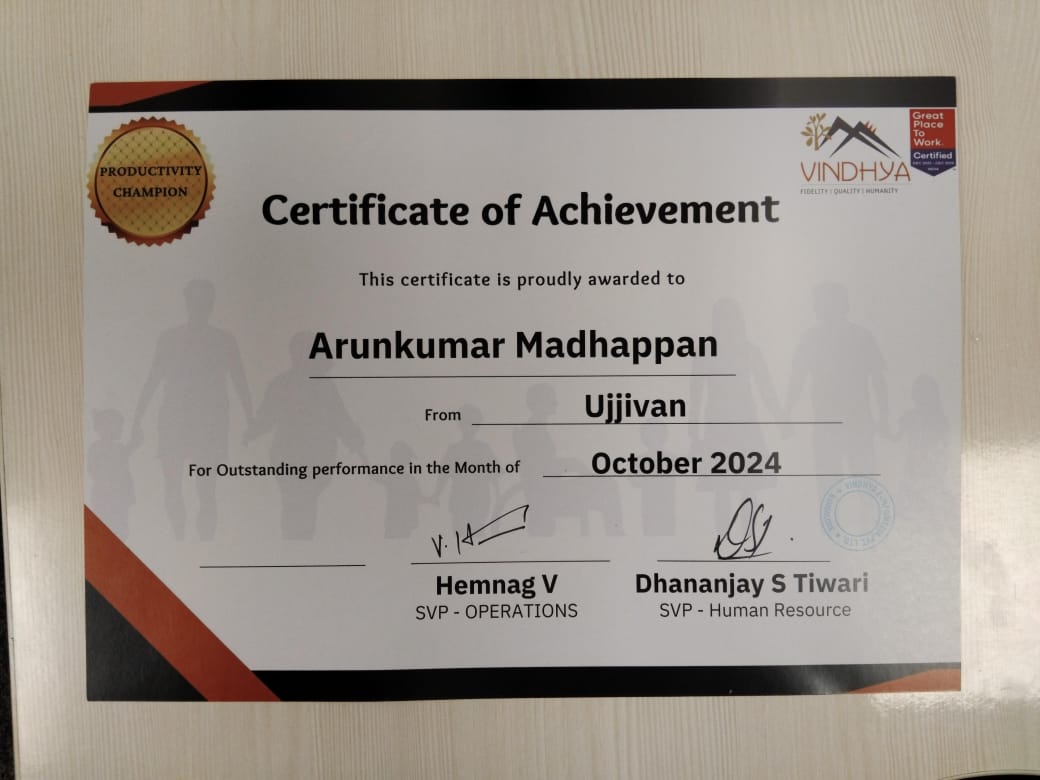 PRODUCTIVITY
CHAMPION
VINDHYA
FIDELITY | QUALITY | HUMANITY
Great
Place
To
Work.
Certified
Certificate of Achievement
This certificate is proudly awarded to
Arunkumar Madhappan
From Ujjivan
For Outstanding performance in the Month of October 2024
V.H
Hemnag V
SVP - OPERATIONS
Dhananjay S Tiwari
SVP - Human Resource